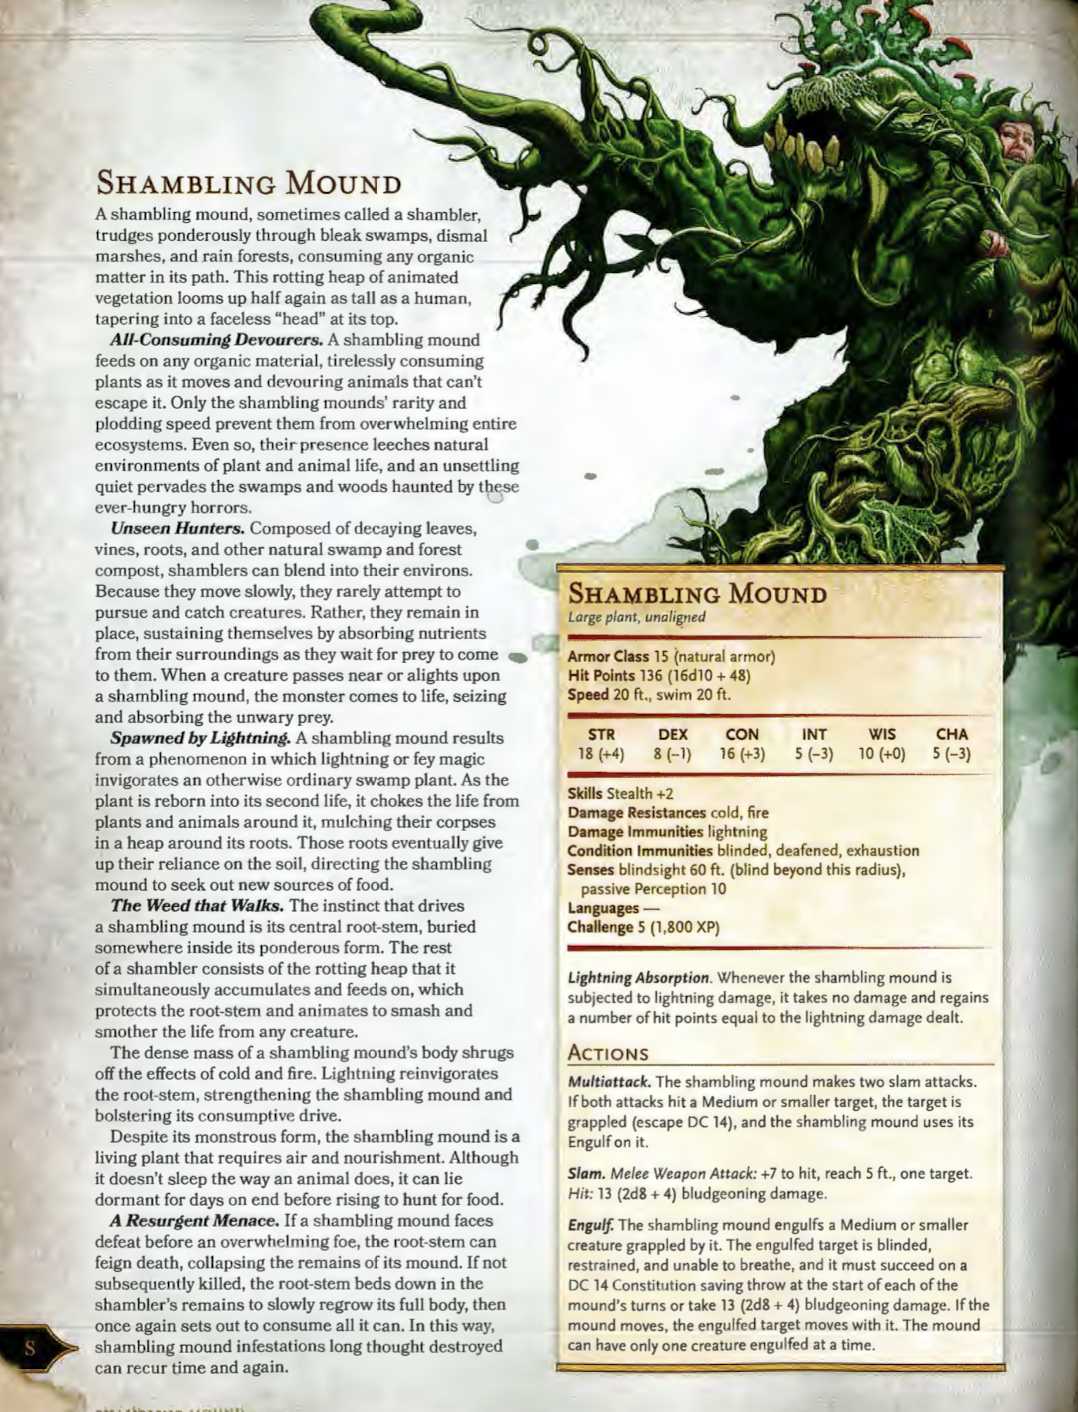 SHAMBLING MOUND
A shambling mound, sometimes called a shambler,
trudges ponderously through bleak swamps, dismal
marshes, and rain forests, consuming any organic
matter in its path. This rotting heap of animated
vegetation looms up half again as tall as a human,
tapering into a faceless “head” at its top.
All-Consuming Devourers. A shambling mound
feeds on any organic material, tirelessly consuming
plants as it moves and devouring animals that can't
escape it. Only the shambling mounds' rarity and
plodding speed prevent them from overwhelming entire
ecosystems. Even so, their presence leeches natural
environments of plant and animal life, and an unsettling
quiet pervades the swamps and woods haunted by these
ever-hungry horrors.
Unseen Hunters. Composed of decaying leaves,
vines, roots, and other natural swamp and forest
compost, shamblers can blend into their environs.
Because they move slowly, they rarely attempt to
pursue and catch creatures. Rather, they remain in
place, sustaining themselves by absorbing nutrients
from their surroundings as they wait for prey to come
to them. When a creature passes near or alights upon
a shambling mound, the monster comes to life, seizing
and absorbing the unwary prey.
Spawned by Lightning. A shambling mound results
from a phenomenon in which lightning or fey magic
invigorates an otherwise ordinary swamp plant. As the
plant is reborn into its second life, it chokes the life from
plants and animals around it, mulching their corpses
in a heap around its roots. Those roots eventually give
up their reliance on the soil, directing the shambling
mound to seek out new sources of food.
The Weed that Walks. The instinct that drives
a shambling mound is its central root-stem, buried
somewhere inside its ponderous form. The rest
of a shambler consists of the rotting heap that it
simultaneously accumulates and feeds on, which
protects the root-stem and animates to smash and
smother the life from any creature.
The dense mass of a shambling mound's body shrugs
off the effects of cold and fire. Lightning reinvigorates
the root-stem, strengthening the shambling mound and
bolstering its consumptive drive.
Despite its monstrous form, the shambling mound is a
living plant that requires air and nourishment. Although
it doesn't sleep the way an animal does, it can lie
dormant for days on end before rising to hunt for food.
A Resurgent Menace. If a shambling mound faces
defeat before an overwhelming foe, the root-stem can
feign death, collapsing the remains of its mound. If not
subsequently killed, the root-stem beds down in the
shambler's remains to slowly regrow its full body, then
once again sets out to consume all it can. In this way,
shambling mound infestations long thought destroyed
can recur time and again.
S
SHAMBLING MOUND
Large plant, unaligned
Armor Class 15 (natural armor)
Hit Points 136 (16d10 + 48)
Speed 20 ft., swim 20 ft.
STR DEX CON INT WIS CHA
18 (+4) 8 (−1) 16 (+3) 5 (−3) 10 (+0) 5 (−3)
Skills Stealth +2
Damage Resistances cold, fire
Damage Immunities lightning
Condition Immunities blinded, deafened, exhaustion
Senses blindsight 60 ft. (blind beyond this radius),
passive Perception 10
Languages —
Challenge 5 (1,800 XP)
Lightning Absorption. Whenever the shambling mound is
subjected to lightning damage, it takes no damage and regains
a number of hit points equal to the lightning damage dealt.
ACTIONS
Multiattack. The shambling mound makes two slam attacks.
If both attacks hit a Medium or smaller target, the target is
grappled (escape DC 14), and the shambling mound uses its
Engulf on it.
Slam. Melee Weapon Attack: +7 to hit, reach 5 ft., one target.
Hit: 13 (2d8 + 4) bludgeoning damage.
Engulf. The shambling mound engulfs a Medium or smaller
creature grappled by it. The engulfed target is blinded,
restrained, and unable to breathe, and it must succeed on a
DC 14 Constitution saving throw at the start of each of the
mound's turns or take 13 (2d8 + 4) bludgeoning damage. If the
mound moves, the engulfed target moves with it. The mound
can have only one creature engulfed at a time.